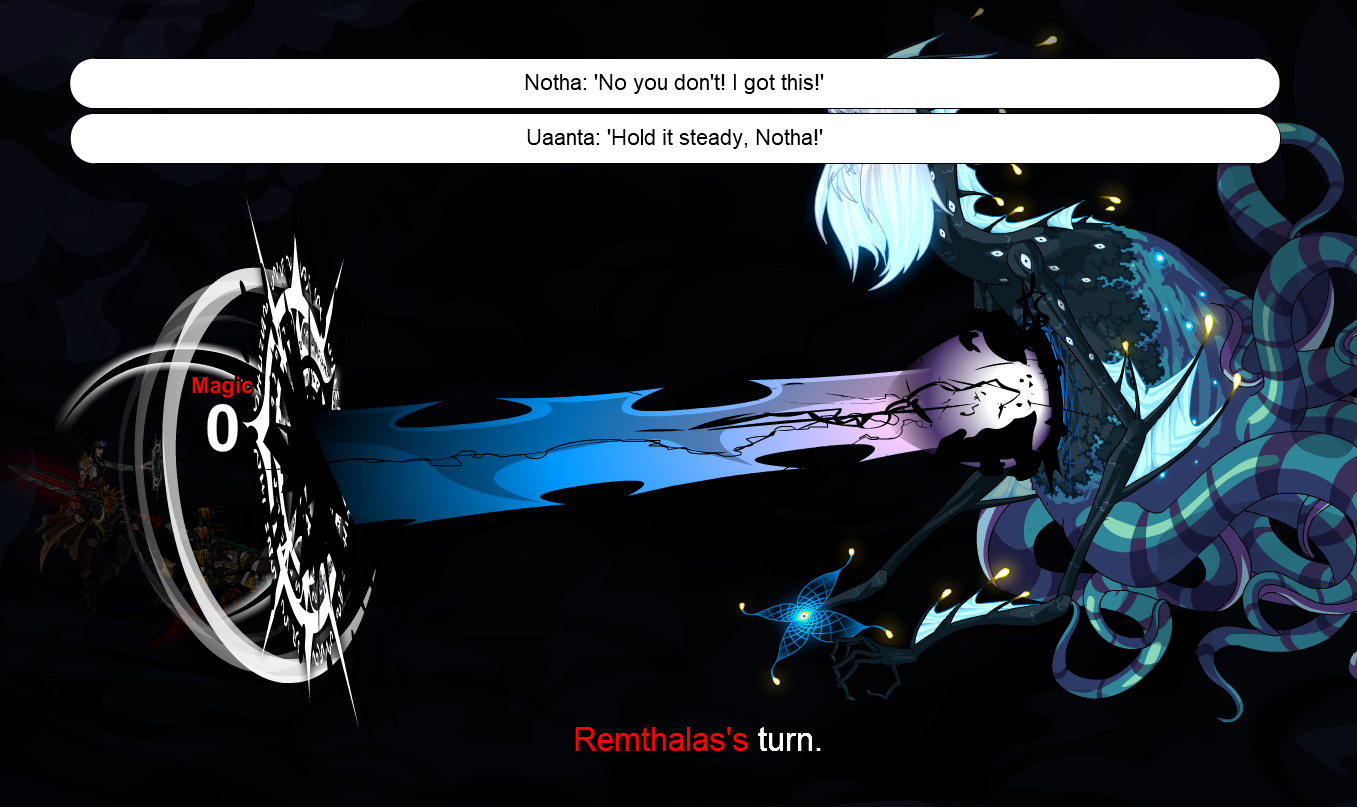 Notha: 'No you don't! I got this!'
Uaanta: 'Hold it steady, Notha!'
Magic
0
Remthalas's turn.